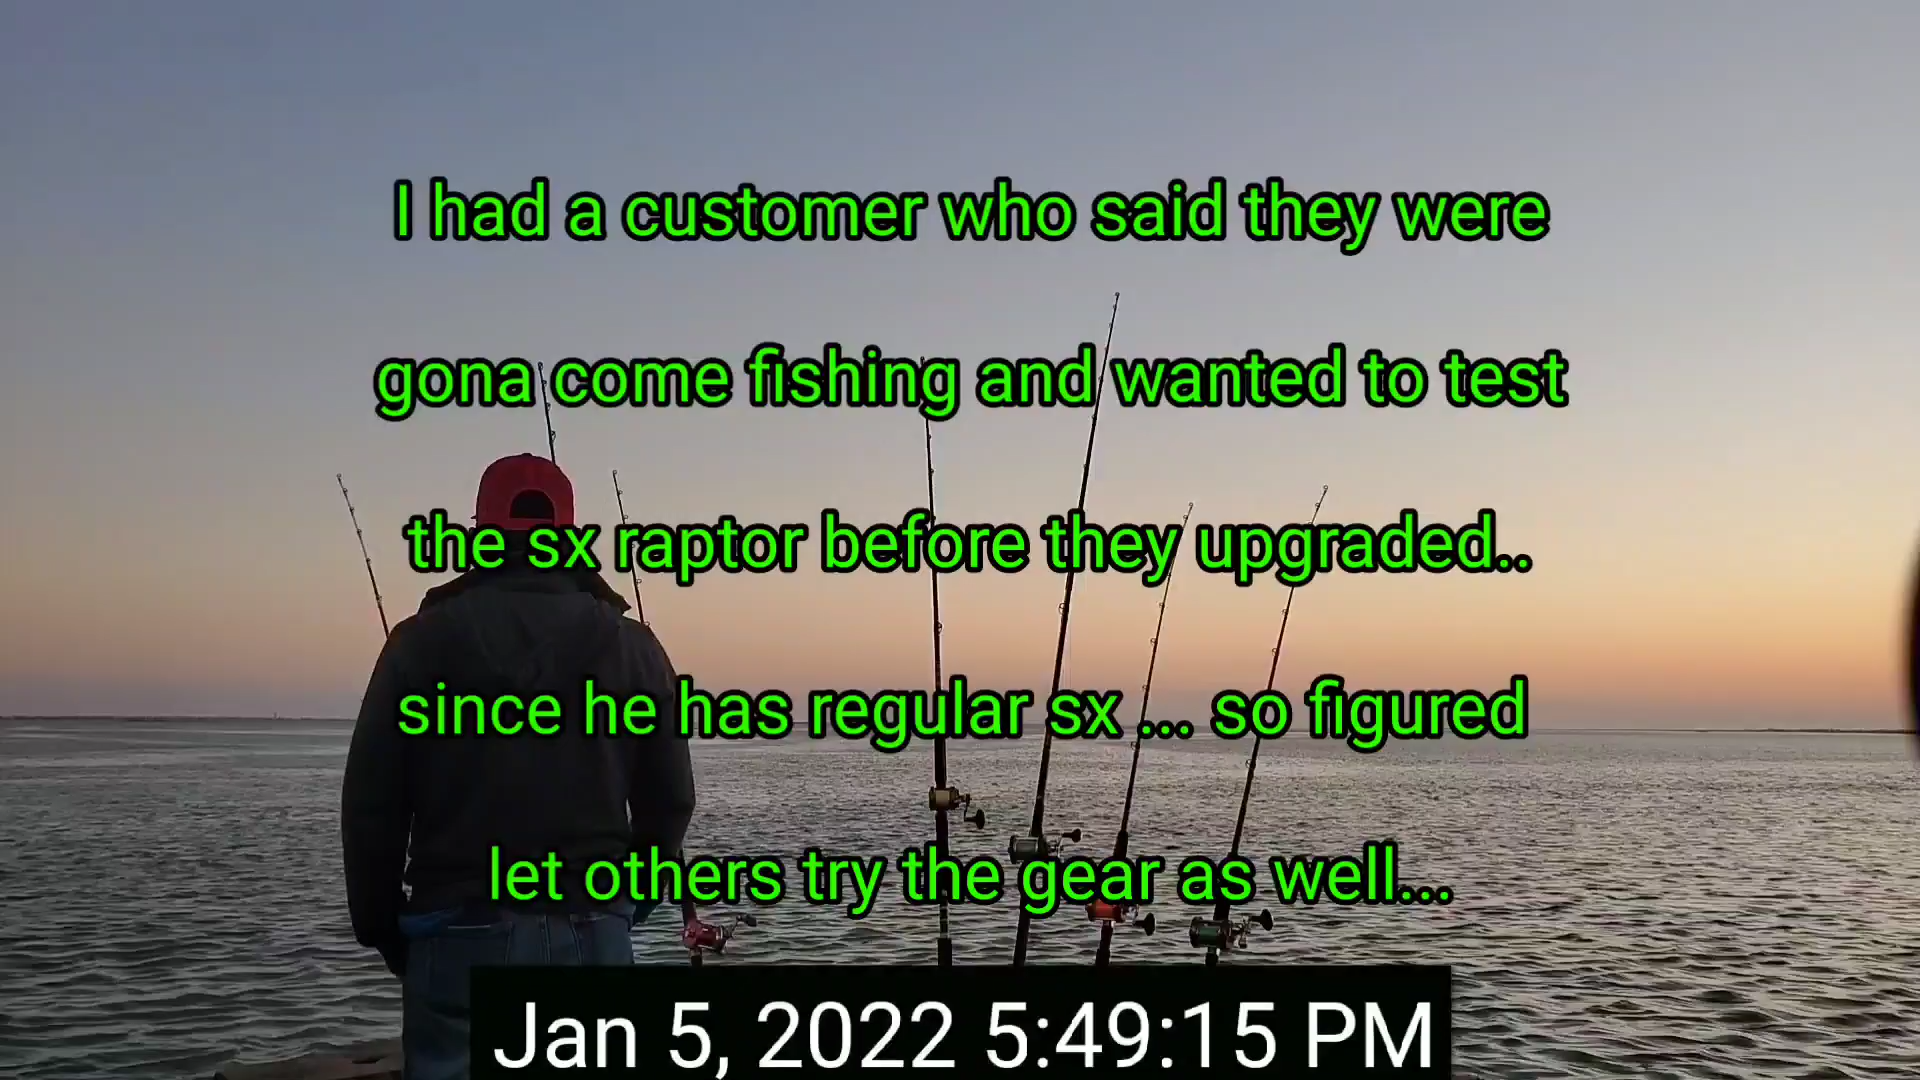 I had a customer who said they were
gona come fishing and wanted to test
the sx raptor before they upgraded..
since he has regular sx ... so figured
let others try the gear as well...
Jan 5, 2022 5:49:15 PM